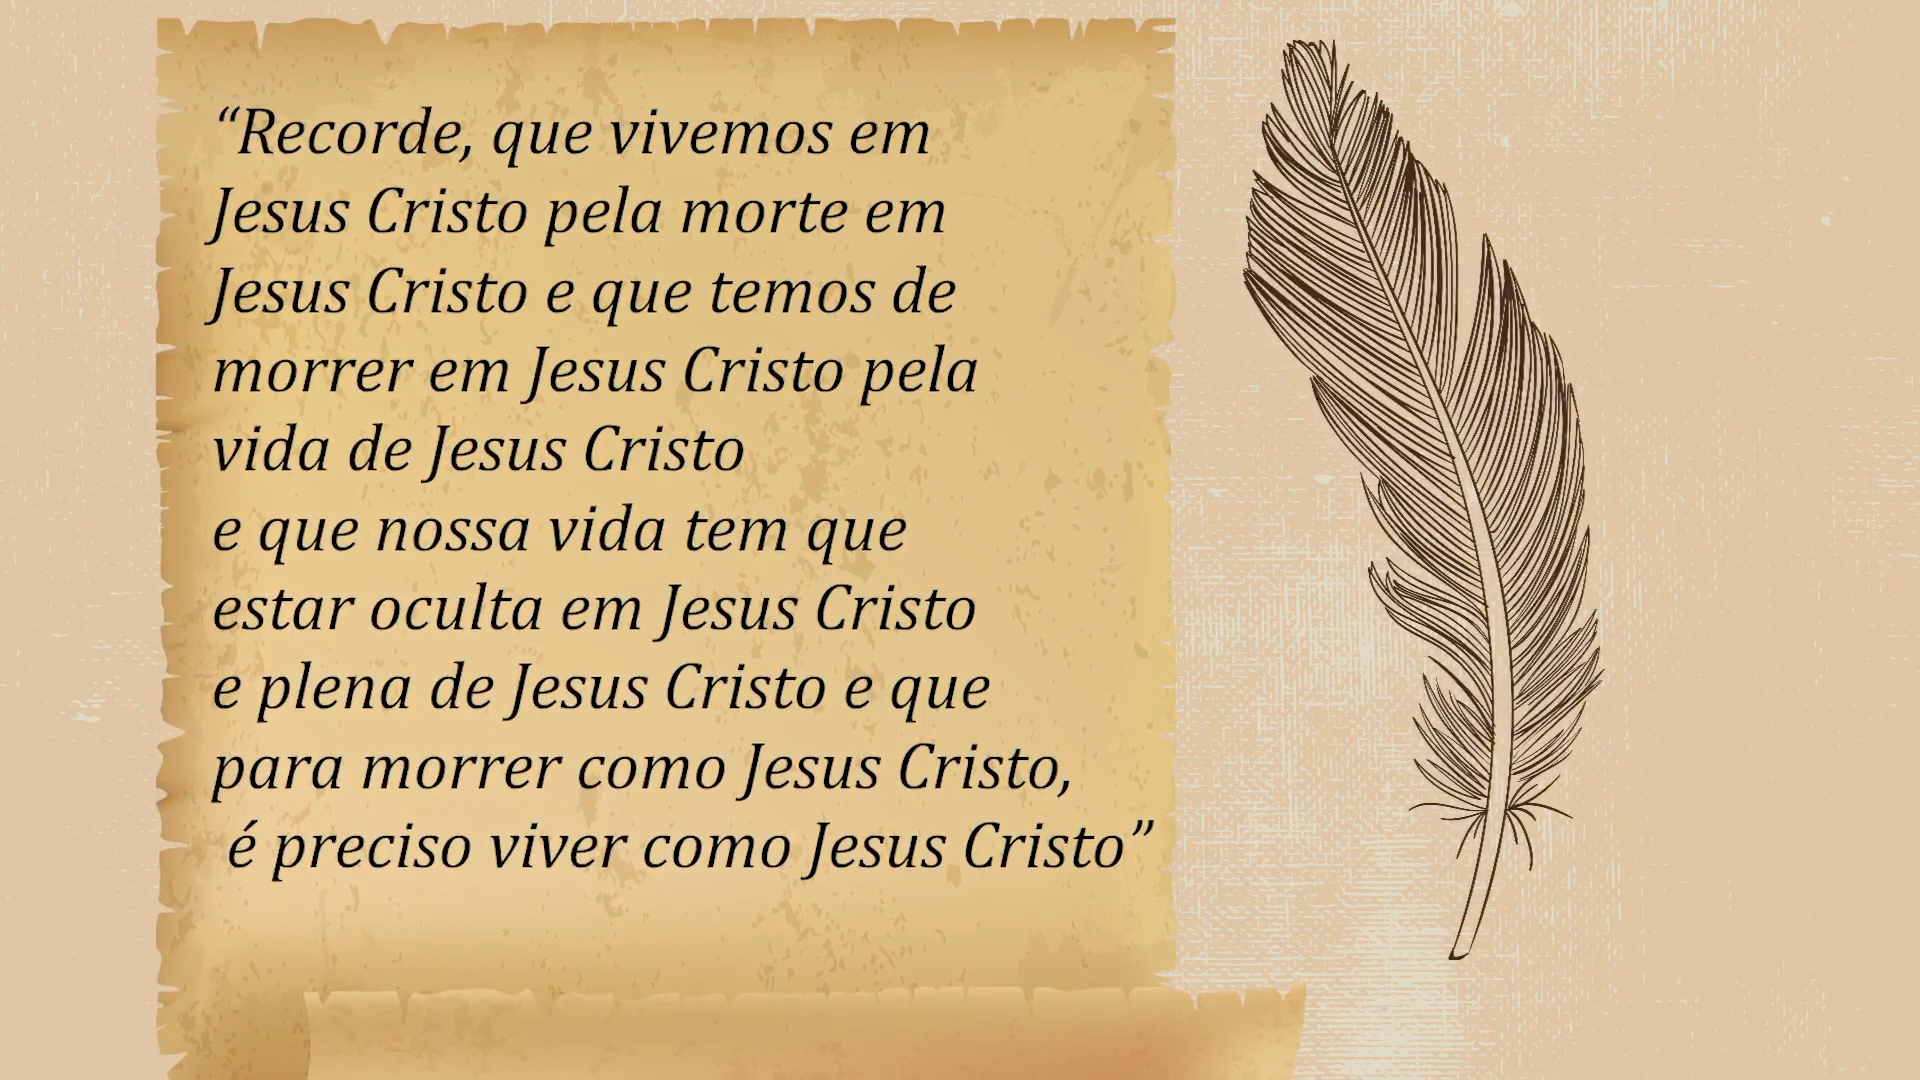 “Recorde, que vivemos em
Jesus Cristo pela morte em
Jesus Cristo e que temos de
morrer em Jesus Cristo pela
vida de Jesus Cristo
e que nossa vida tem que
estar oculta em Jesus Cristo
e plena de Jesus Cristo e que
para morrer como Jesus Cristo,
é preciso viver como Jesus Cristo”